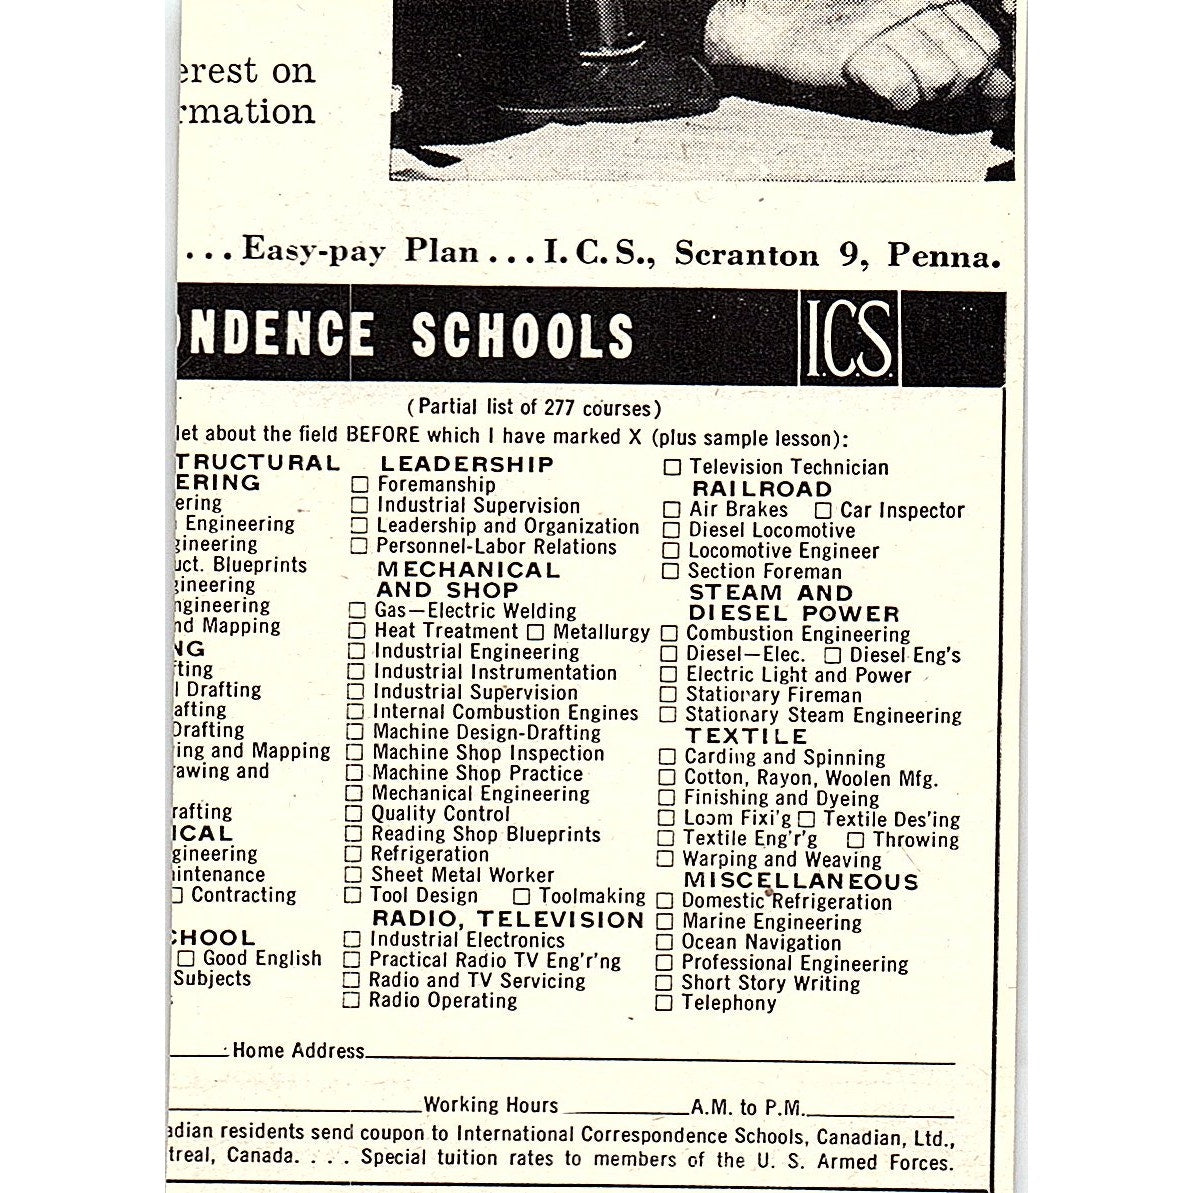 erest on
rmation
... Easy-pay Plan ... I. C. S., Scranton 9, Penna.
ONDENCE SCHOOLS I.C.S.
(Partial list of 277 courses)
let about the field BEFORE which I have marked X (plus sample lesson):
TRUCTURAL
ERING
ering
Engineering
gineering
uct. Blueprints
gineering
ngineering
nd Mapping
NG
fting
l Drafting
afting
Drafting
ing and Mapping
rawing and
rafting
ICAL
gineering
aintenance
☐ Contracting
CHOOL
☐ Good English
Subjects
LEADERSHIP
☐ Foremanship
☐ Industrial Supervision
☐ Leadership and Organization
☐ Personnel-Labor Relations
MECHANICAL
AND SHOP
☐ Gas—Electric Welding
☐ Heat Treatment ☐ Metallurgy
☐ Industrial Engineering
☐ Industrial Instrumentation
☐ Industrial Supervision
☐ Internal Combustion Engines
☐ Machine Design-Drafting
☐ Machine Shop Inspection
☐ Machine Shop Practice
☐ Mechanical Engineering
☐ Quality Control
☐ Reading Shop Blueprints
☐ Refrigeration
☐ Sheet Metal Worker
☐ Tool Design ☐ Toolmaking
RADIO, TELEVISION
☐ Industrial Electronics
☐ Practical Radio TV Eng'r'ng
☐ Radio and TV Servicing
☐ Radio Operating
☐ Television Technician
RAILROAD
☐ Air Brakes ☐ Car Inspector
☐ Diesel Locomotive
☐ Locomotive Engineer
☐ Section Foreman
STEAM AND
DIESEL POWER
☐ Combustion Engineering
☐ Diesel—Elec. ☐ Diesel Eng's
☐ Electric Light and Power
☐ Stationary Fireman
☐ Stationary Steam Engineering
TEXTILE
☐ Carding and Spinning
☐ Cotton, Rayon, Woolen Mfg.
☐ Finishing and Dyeing
☐ Loom Fixi'g ☐ Textile Des'ing
☐ Textile Eng'r'g ☐ Throwing
☐ Warping and Weaving
MISCELLANEOUS
☐ Domestic Refrigeration
☐ Marine Engineering
☐ Ocean Navigation
☐ Professional Engineering
☐ Short Story Writing
☐ Telephony
Home Address
Working Hours A.M. to P.M.
adian residents send coupon to International Correspondence Schools, Canadian, Ltd.,
treal, Canada. . . . Special tuition rates to members of the U. S. Armed Forces.